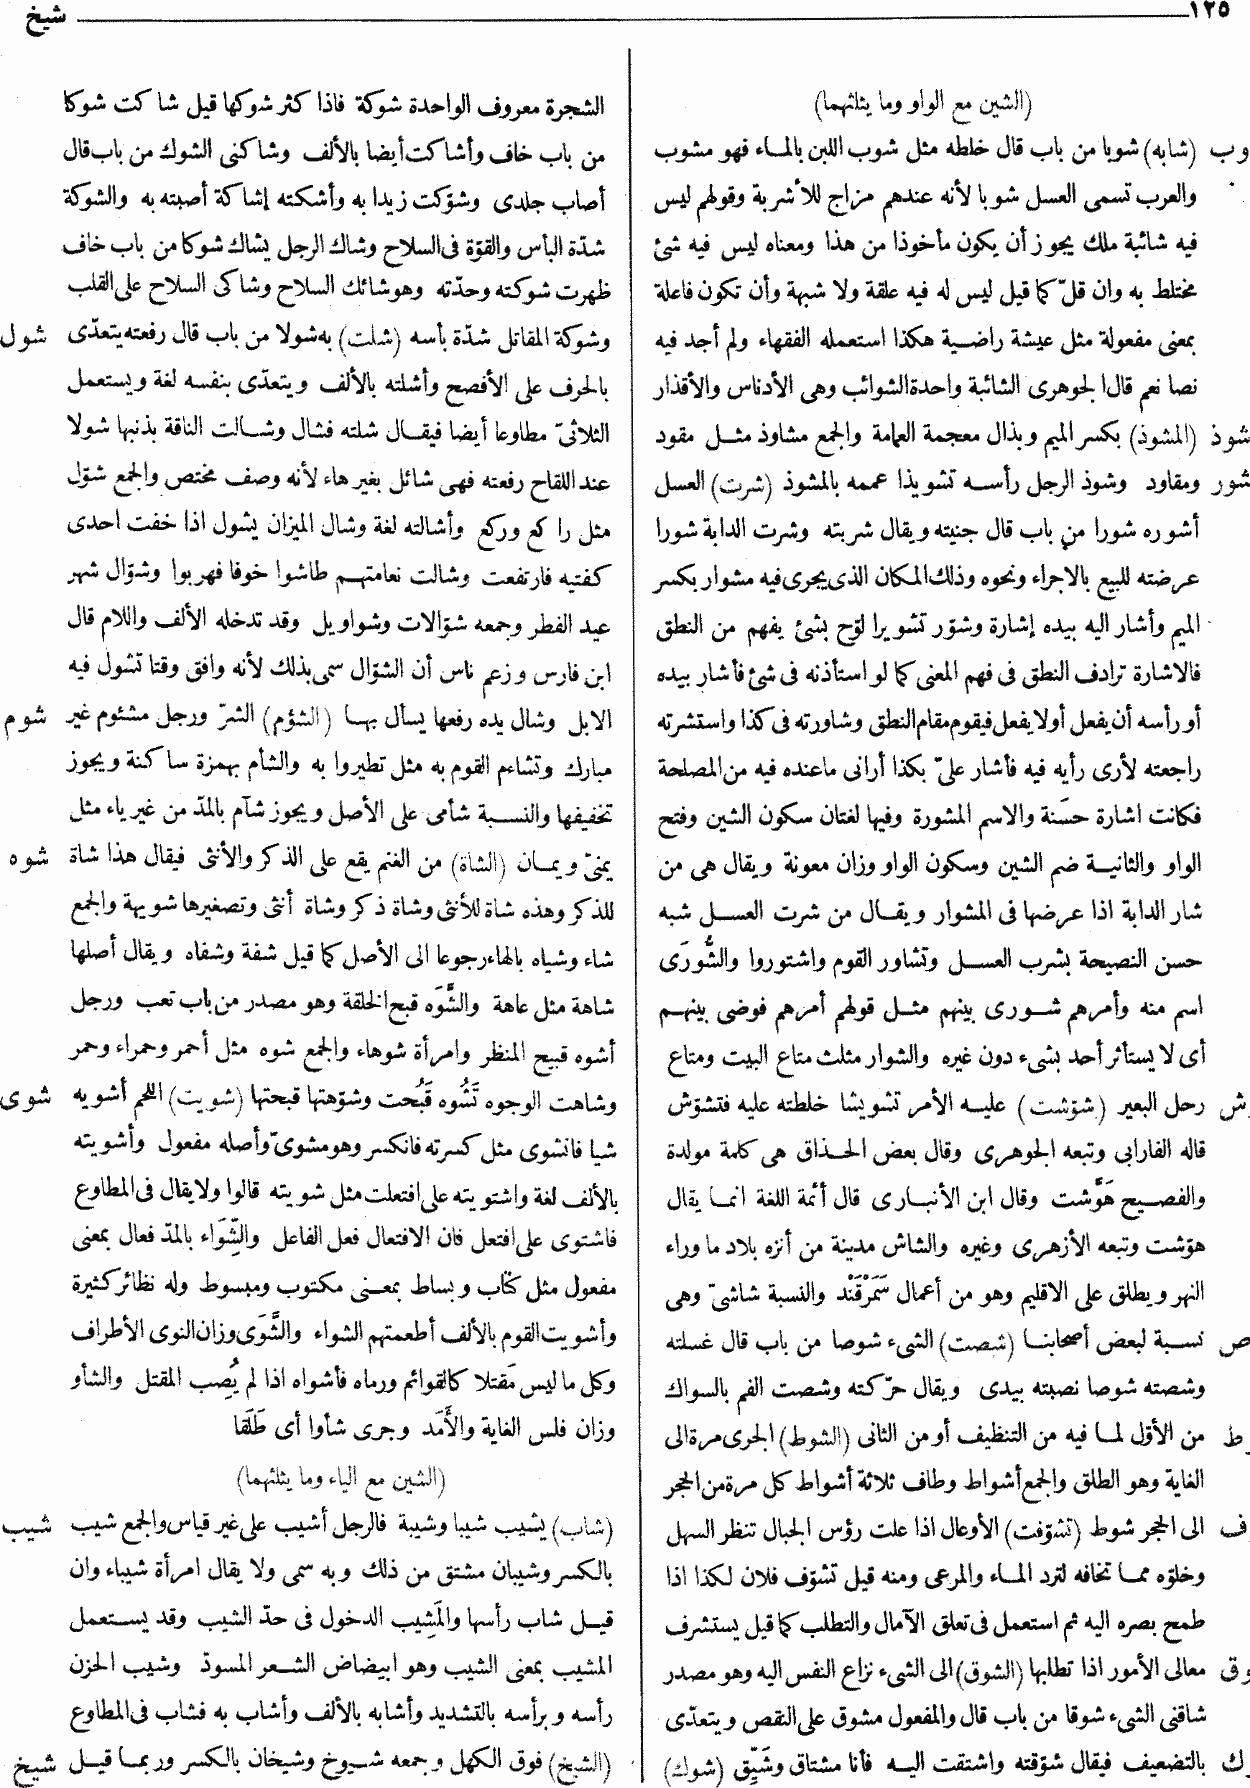 ١٢٥
شيخ
(الشين مع الواو وما يثلثهما)
وب (شابه) شوبا من باب قال خلطه مثل شوب اللبن بالماء فهو مشوب
والعرب تسمى العسل شوبا لأنه عندهم مزاج للأشربة وقولهم ليس
فيه شائبة ملك يجوز أن يكون مأخوذا من هذا ومعناه ليس فيه شئ
مختلط به وان قلّ كما قيل ليس له فيه علقة ولا شبهة وأن تكون فاعلة
بمعنى مفعولة مثل عيشة راضية هكذا استعمله الفقهاء ولم أجد فيه
نصا نعم قال الجوهرى الشائبة واحدة الشوائب وهى الأدناس والأقذار
شوذ (المشوذ) بكسر الميم وبذال معجمة العمامة والجمع مشاوذ مثل مقود
شور ومقاود وشوذ الرجل رأسه تشويذا عممه بالمشوذ (شرت) العسل
أشوره شورا من باب قال جنيته ويقال شربته وشرت الدابة شورا
عرضته للبيع بالاجراء ونحوه وذلك المكان الذى يجرى فيه مشوار بكسر
الميم وأشار اليه بيده إشارة وشوّر تشويرا لوّح بشئ يفهم من النطق
فالاشارة ترادف النطق فى فهم المعنى كما لو استأذنه فى شئ فأشار بيده
أو رأسه أن يفعل أولا يفعل فيقوم مقام النطق وشاورته فى كذا واستشرته
راجعته لأرى رأيه فيه فأشار علىّ بكذا أرانى ماعنده فيه من المصلحة
فكانت اشارة حسَنة والاسم المشورة وفيها لغتان سكون الشين وفتح
الواو والثانية ضم الشين وسكون الواو وزان معونة ويقال هى من
شار الدابة اذا عرضها فى المشوار ويقال من شرت العسل شبه
حسن النصيحة بشرب العسل وتشاور القوم واشتوروا والشُّورَى
اسم منه وأمرهم شورى بينهم مثل قولهم أمرهم فوضى بينهم
أى لا يستأثر أحد بشىء دون غيره والشوار مثلث متاع البيت ومتاع
وش رحل البعير (شوّشت) عليه الأمر تشويشا خلطته عليه فتشوّش
قاله الفارابى وتبعه الجوهرى وقال بعض الحذاق هى كلمة مولدة
والفصيح هَوَّشت وقال ابن الأنبارى قال أئمة اللغة انما يقال
هوّشت وتبعه الأزهرى وغيره والشاش مدينة من أنزه بلاد ما وراء
النهر ويطلق على الاقليم وهو من أعمال سَمَرْقَنْد والنسبة شاشىّ وهى
ص نسبة لبعض أصحابنا (شصت) الشىء شوصا من باب قال غسلته
وشصته شوصا نصبته بيدى ويقال حرّكته وشصت الفم بالسواك
وط من الأوّل لما فيه من التنظيف أو من الثانى (الشوط) الجرى مرة الى
الغاية وهو الطلق والجمع أشواط وطاف ثلاثة أشواط كل مرة من الحجر
ف الى الحجر شوط (تشوّفت) الأوعال اذا علت رؤس الجبال تنظر السهل
وخلوّه مما تخافه لترد الماء والمرعى ومنه قيل تشوّف فلان لكذا اذا
طمح بصره اليه ثم استعمل فى تعلق الآمال والتطلب كما قيل يستشرف
وق معالى الأمور اذا تطلبها (الشوق) الى الشىء نزاع النفس اليه وهو مصدر
شاقنى الشىء شوقا من باب قال والمفعول مشوق على النقص ويتعدّى
وك بالتضعيف فيقال شوّقته واشتقت اليه فأنا مشتاق وشَيِّق (شوك)
الشجرة معروف الواحدة شوكة فاذا كثر شوكها قيل شاكت شوكا
من باب خاف وأشاكت أيضا بالألف وشاكنى الشوك من باب قال
أصاب جلدى وشوّكت زيدا به وأشكته إشاكة أصبته به والشوكة
شدّة البأس والقوّة فى السلاح وشاك الرجل يشاك شوكا من باب خاف
ظهرت شوكته وحدّته وهو شائك السلاح وشاكى السلاح على القلب
وشوكة المقاتل شدّة بأسه (شلت) به شولا من باب قال رفعته يتعدّى شول
بالحرف على الأفصح وأشلته بالألف ويتعدّى بنفسه لغة ويستعمل
الثلاثىّ مطاوعا أيضا فيقال شلته فشال وشالت الناقة بذنبها شولا
عند اللقاح رفعته فهى شائل بغير هاء لأنه وصف مختص والجمع شوّل
مثل راكع وركع وأشالته لغة وشال الميزان يشول اذا خفت احدى
كفتيه فارتفعت وشالت نعامتهم طاشوا خوفا فهربوا وشوّال شهر
عيد الفطر وجمعه شوّالات وشواويل وقد تدخله الألف واللام قال
ابن فارس وزعم ناس أن الشوّال سمى بذلك لأنه وافق وقتا تشول فيه
الابل وشال يده رفعها يسأل بها (الشؤم) الشرّ ورجل مشئوم غير شوم
مبارك وتشاءم القوم به مثل تطيروا به والشأم بهمزة ساكنة ويجوز
تخفيفها والنسبة شأمى على الأصل ويجوز شآم بالمدّ من غير ياء مثل
يمنىّ ويمان (الشاة) من الغنم يقع على الذكر والأنثى فيقال هذا شاة شوه
للذكر وهذه شاة للأنثى وشاة ذكر وشاة أنثى وتصغيرها شويهة والجمع
شاء وشياه بالهاء رجوعا الى الأصل كما قيل شفة وشفاه ويقال أصلها
شاهة مثل عاهة والشَّوَه قبح الخلقة وهو مصدر من باب تعب ورجل
أشوه قبيح المنظر وامرأة شوهاء والجمع شوه مثل أحمر وحمراء وحمر
وشاهت الوجوه تَشُوه قَبُحت وشوّهتها قبحتها (شويت) اللحم أشويه شوى
شيا فانشوى مثل كسرته فانكسر وهو مشوىّ وأصله مفعول وأشويته
بالألف لغة واشتويته على افتعلت مثل شويته قالوا ولا يقال فى المطاوع
فاشتوى على افتعل فان الافتعال فعل الفاعل والشِّوَاء بالمدّ فعال بمعنى
مفعول مثل كتاب وبساط بمعنى مكتوب ومبسوط وله نظائر كثيرة
وأشويت القوم بالألف أطعمتهم الشواء والشَّوَى وزان النوى الأطراف
وكل ما ليس مَقتلا كالقوائم ورماه فأشواه اذا لم يُصِب المقتل والشأو
وزان فلس الغاية والأَمَد وجرى شأوا أى طَلَقا
(الشين مع الياء وما يثلثهما)
(شاب) يشيب شيبا وشيبة فالرجل أشيب على غير قياس والجمع شيب شيب
بالكسر وشيبان مشتق من ذلك وبه سمى ولا يقال امرأة شيباء وان
قيل شاب رأسها والمَشِيب الدخول فى حدّ الشيب وقد يستعمل
المشيب بمعنى الشيب وهو ابيضاض الشعر المسودّ وشيب الحزن
رأسه وبرأسه بالتشديد وأشابه بالألف وأشاب به فشاب فى المطاوع
(الشيخ) فوق الكهل وجمعه شيوخ وشيخان بالكسر وربما قيل شيخ